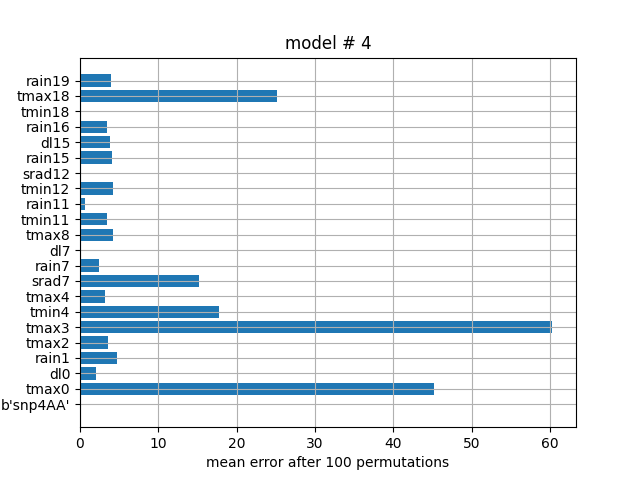 model # 4
rain19
tmax18
tmin18
rain16
dl15
rain15
srad12
tmin12
rain11
tmin11
tmax8
dl7
rain7
srad7
tmax4
tmin4
tmax3
tmax2
rain1
dl0
tmax0
b'snp4AA'
0 10 20 30 40 50 60
mean error after 100 permutations